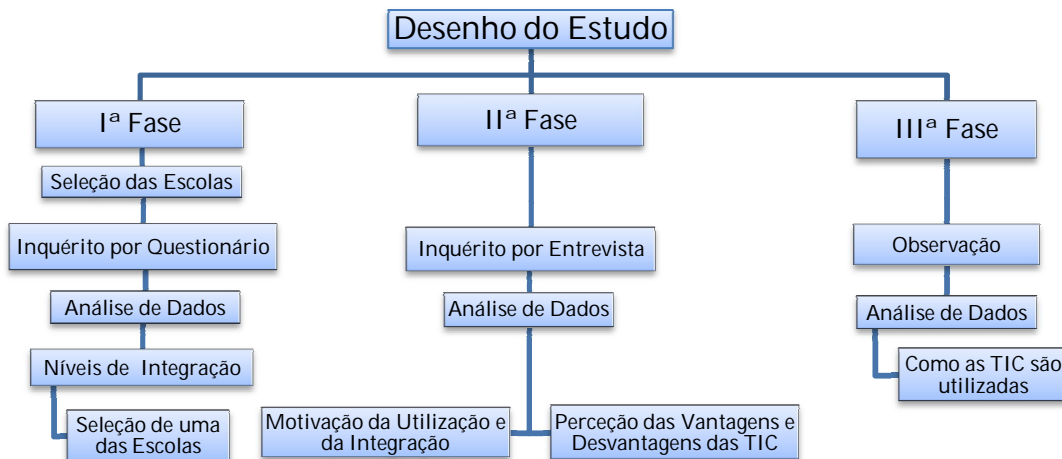 Desenho do Estudo
Iª Fase
Seleção das Escolas
Inquérito por Questionário
Análise de Dados
Níveis de Integração
Seleção de uma
das Escolas
IIª Fase
Inquérito por Entrevista
Análise de Dados
Motivação da Utilização e
da Integração
Perceção das Vantagens e
Desvantagens das TIC
IIIª Fase
Observação
Análise de Dados
Como as TIC são
utilizadas